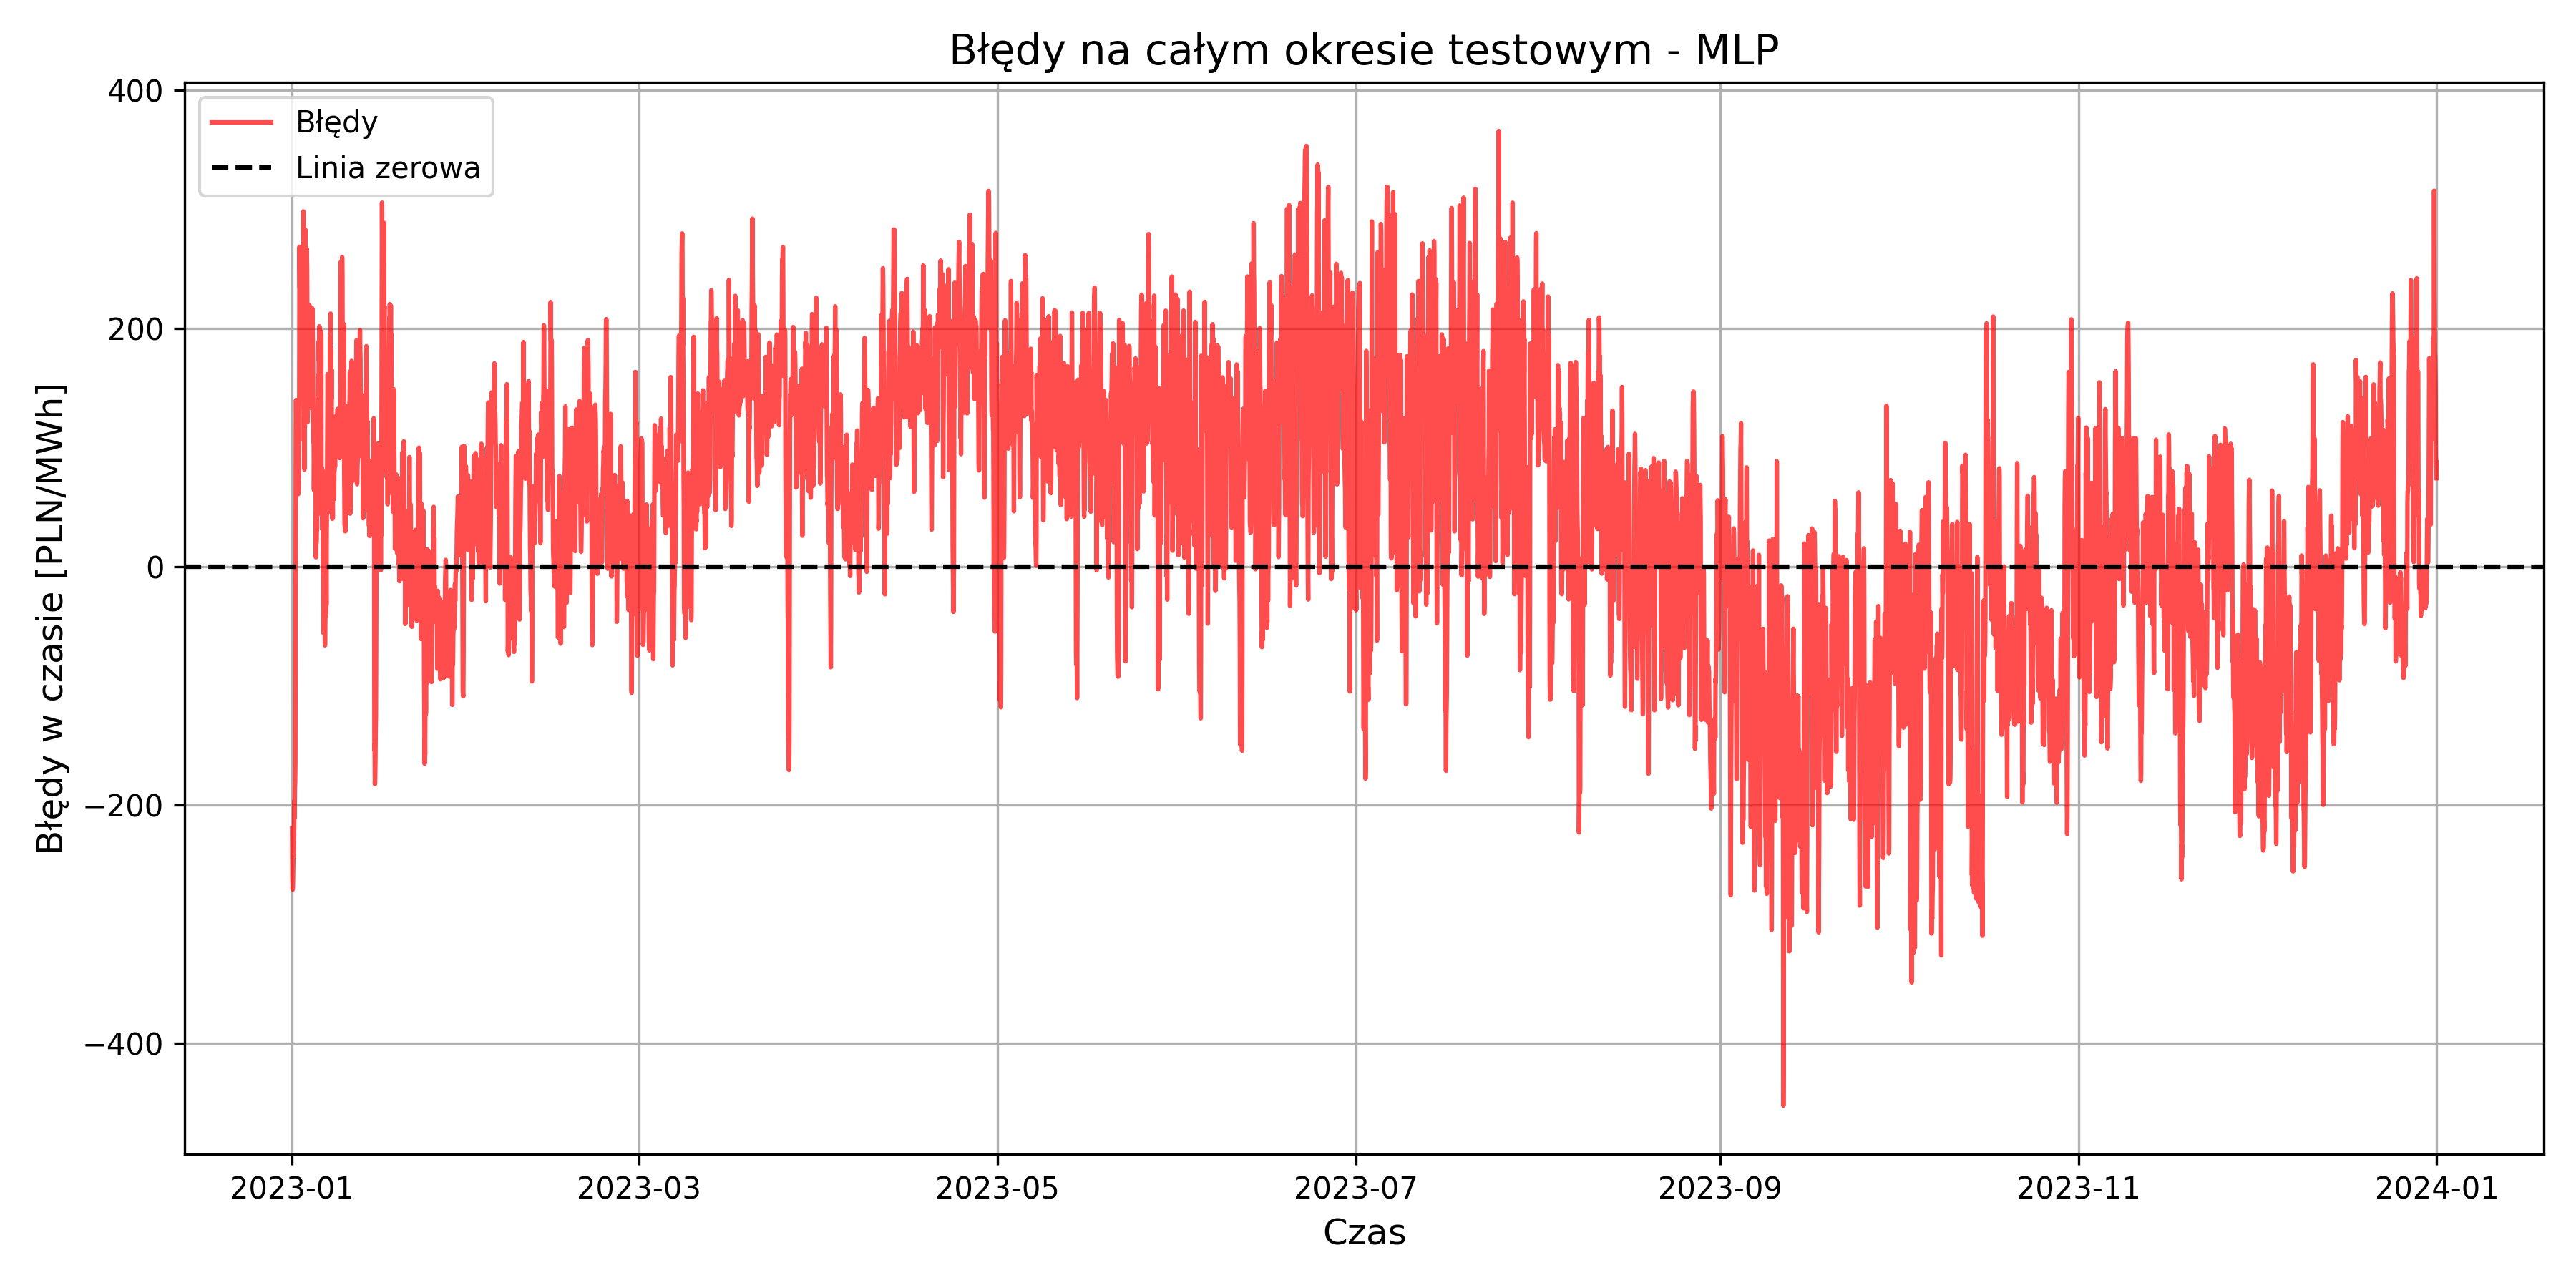 Błędy na całym okresie testowym - MLP
Błędy
Linia zerowa
Błędy w czasie [PLN/MWh]
400
200
0
−200
−400
2023-01
2023-03
2023-05
2023-07
2023-09
2023-11
2024-01
Czas